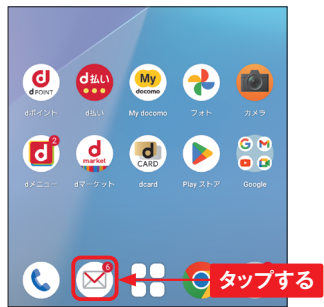 d POINT
d払い
My docomo
dポイント
d払い
My docomo
フォト
カメラ
d 2
d market
d CARD
G M
dメニュー
dマーケット
dcard
Play ストア
Google
6
タップする